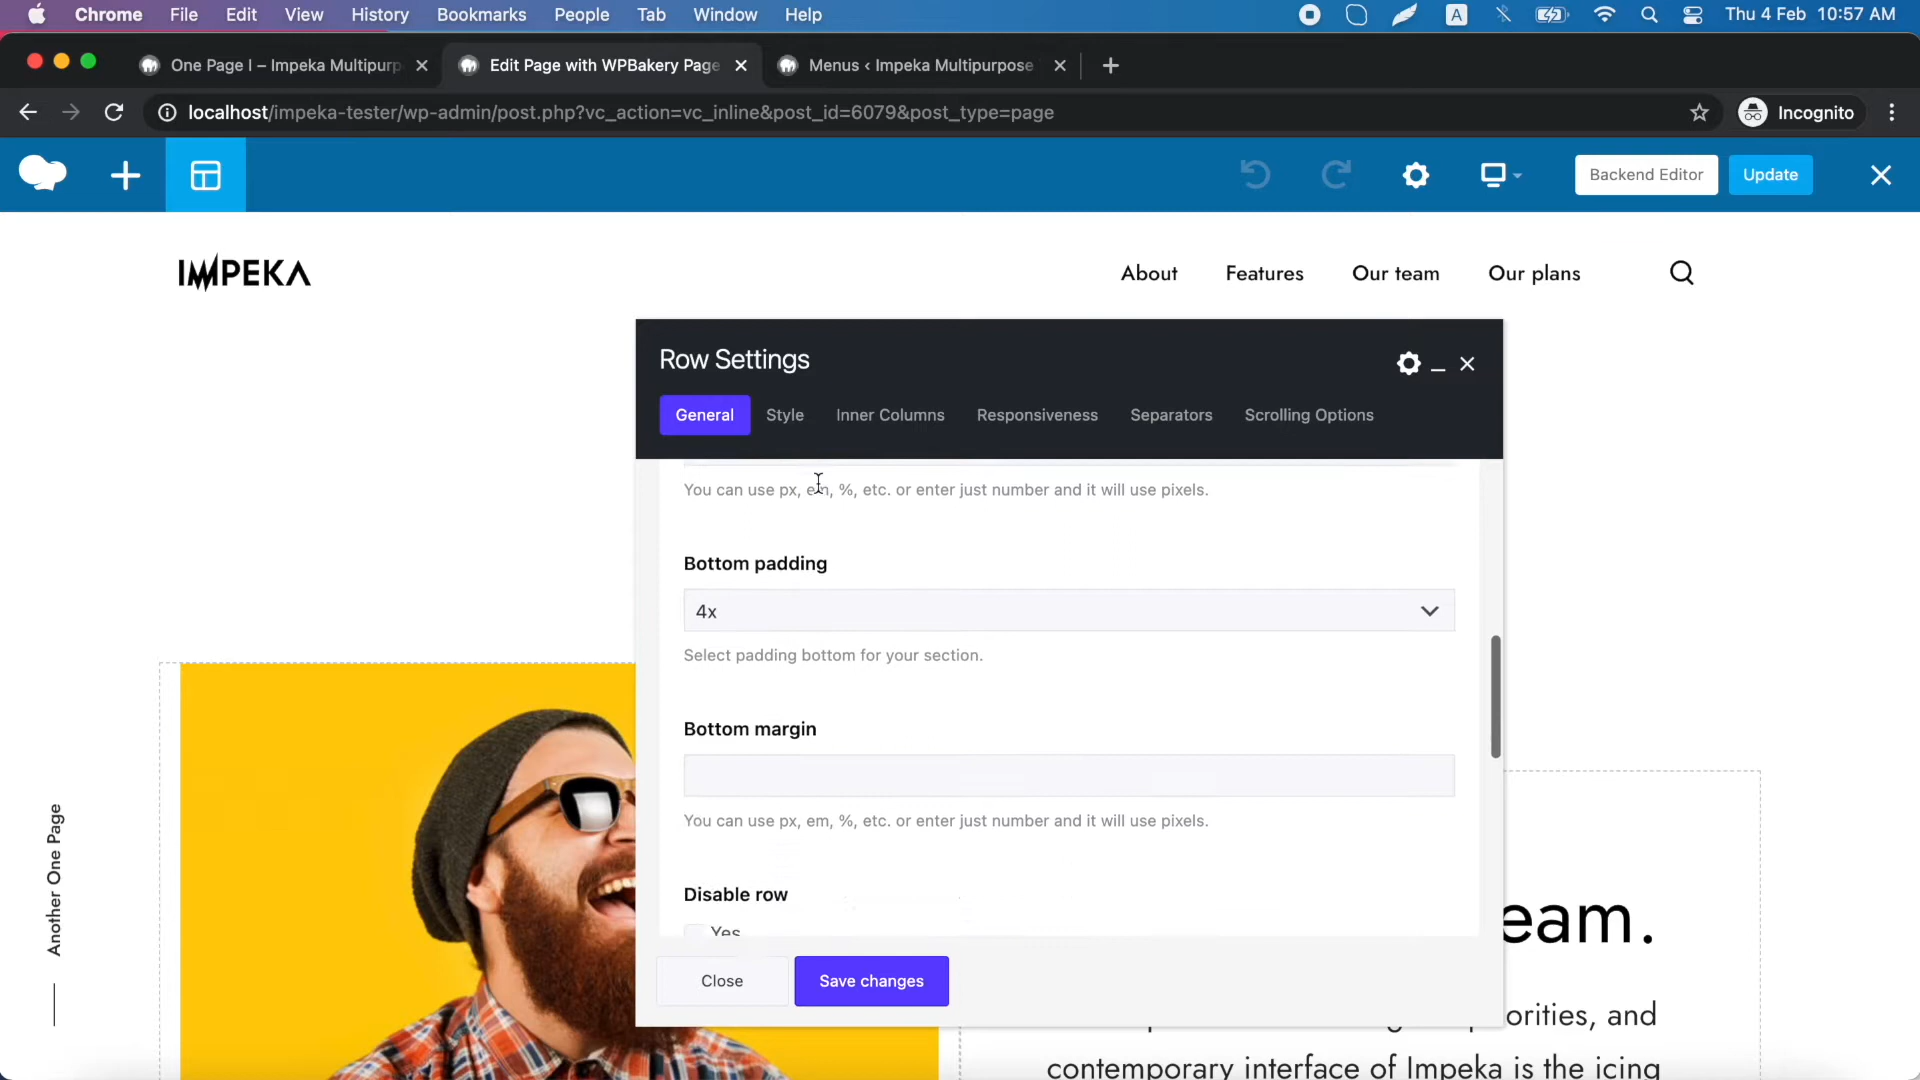 Chrome File Edit View History Bookmarks People Tab Window Help A Thu 4 Feb 10:57 AM
One Page I – Impeka Multipurp Edit Page with WPBakery Page Menus ‹ Impeka Multipurpose
localhost/impeka-tester/wp-admin/post.php?vc_action=vc_inline&post_id=6079&post_type=page Incognito
Backend Editor Update
IMPEKA About Features Our team Our plans
Row Settings
General Style Inner Columns Responsiveness Separators Scrolling Options
You can use px, em, %, etc. or enter just number and it will use pixels.
Bottom padding
4x
Select padding bottom for your section.
Bottom margin
You can use px, em, %, etc. or enter just number and it will use pixels.
Disable row
Yes
Close Save changes
Another One Page
eam.
orities, and
contemporary interface of Impeka is the icing